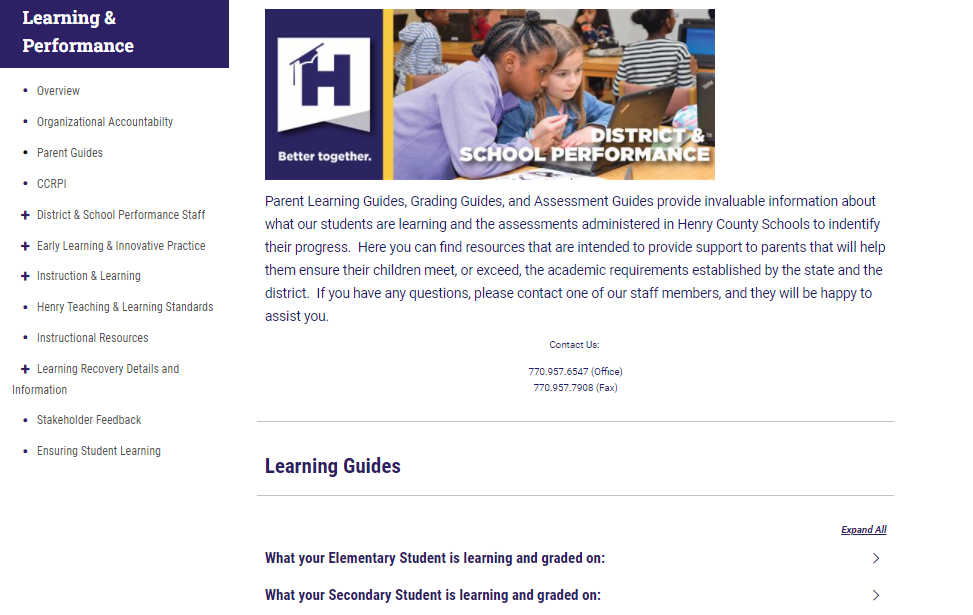 Learning &
Performance
Overview
Organizational Accountabilty
Parent Guides
CCRPI
District & School Performance Staff
Early Learning & Innovative Practice
Instruction & Learning
Henry Teaching & Learning Standards
Instructional Resources
Learning Recovery Details and
Information
Stakeholder Feedback
Ensuring Student Learning
H
Better together.
DISTRICT &
SCHOOL PERFORMANCE
Parent Learning Guides, Grading Guides, and Assessment Guides provide invaluable information about
what our students are learning and the assessments administered in Henry County Schools to indentify
their progress.  Here you can find resources that are intended to provide support to parents that will help
them ensure their children meet, or exceed, the academic requirements established by the state and the
district.  If you have any questions, please contact one of our staff members, and they will be happy to
assist you.
Contact Us:
770.957.6547 (Office)
770.957.7908 (Fax)
Learning Guides
Expand All
What your Elementary Student is learning and graded on:
What your Secondary Student is learning and graded on: